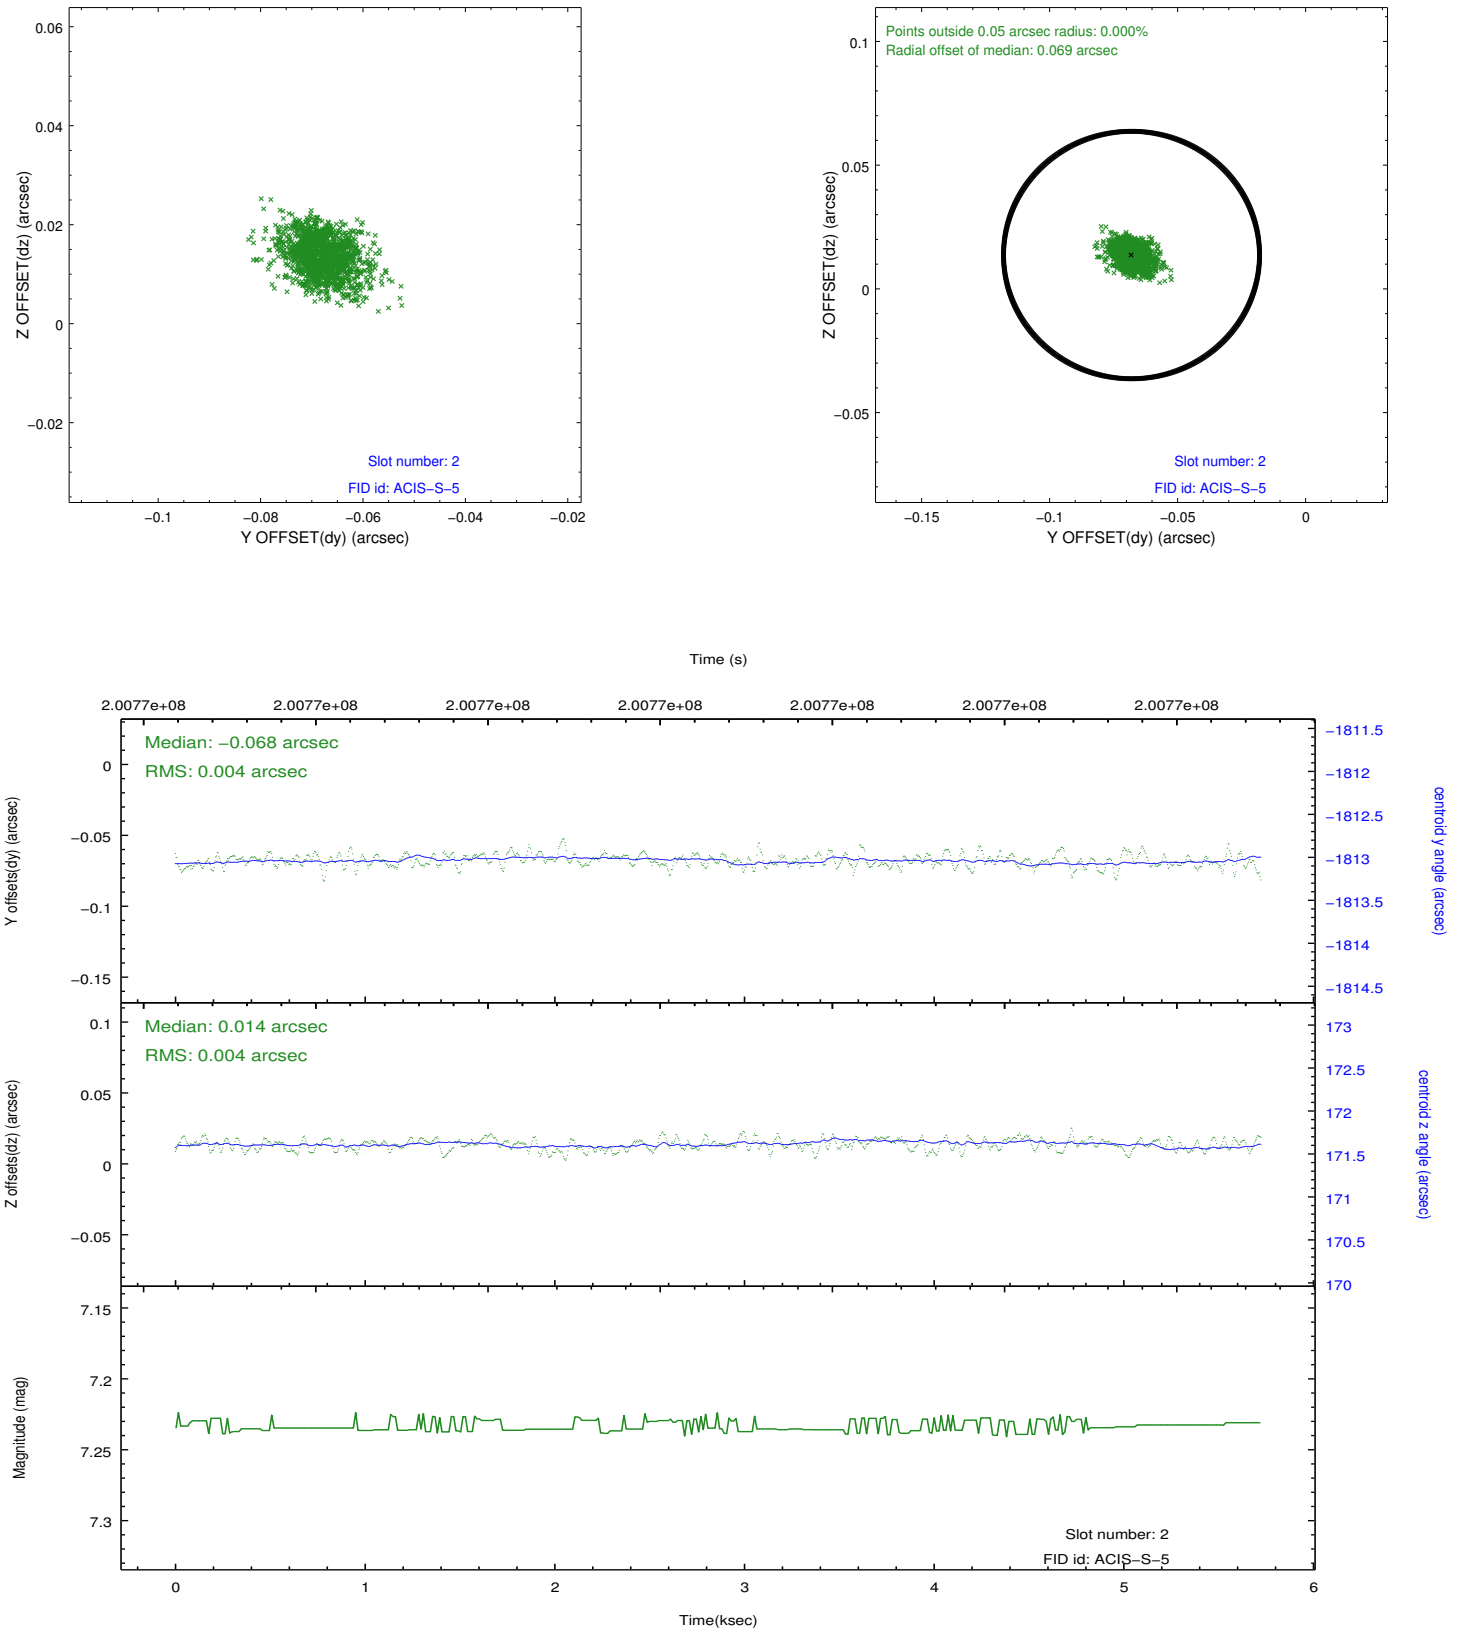 0.06
0.04
0.02
0
−0.02
Z OFFSET(dz) (arcsec)
Slot number: 2
FID id: ACIS−S−5
−0.1
−0.08
−0.06
−0.04
−0.02
Y OFFSET(dy) (arcsec)
Points outside 0.05 arcsec radius: 0.000%
Radial offset of median: 0.069 arcsec
0.1
0.05
0
−0.05
Z OFFSET(dz) (arcsec)
Slot number: 2
FID id: ACIS−S−5
−0.15
−0.1
−0.05
0
Y OFFSET(dy) (arcsec)
Time (s)
2.0077e+08
2.0077e+08
2.0077e+08
2.0077e+08
2.0077e+08
2.0077e+08
2.0077e+08
Median: −0.068 arcsec
RMS: 0.004 arcsec
0
−0.05
−0.1
−0.15
Y offsets(dy) (arcsec)
−1811.5
−1812
−1812.5
−1813
−1813.5
−1814
−1814.5
centroid y angle (arcsec)
Median: 0.014 arcsec
RMS: 0.004 arcsec
0.1
0.05
0
−0.05
Z offsets(dz) (arcsec)
173
172.5
172
171.5
171
170.5
170
centroid z angle (arcsec)
7.15
7.2
7.25
7.3
Magnitude (mag)
Slot number: 2
FID id: ACIS−S−5
0
1
2
3
4
5
6
Time(ksec)